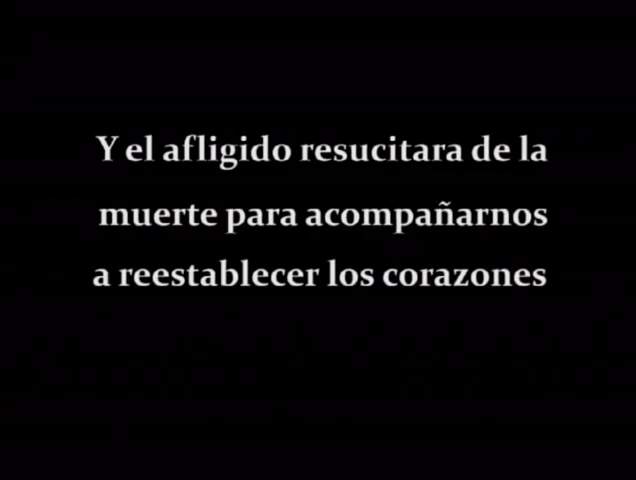 Y el afligido resucitara de la
muerte para acompañarnos
a reestablecer los corazones